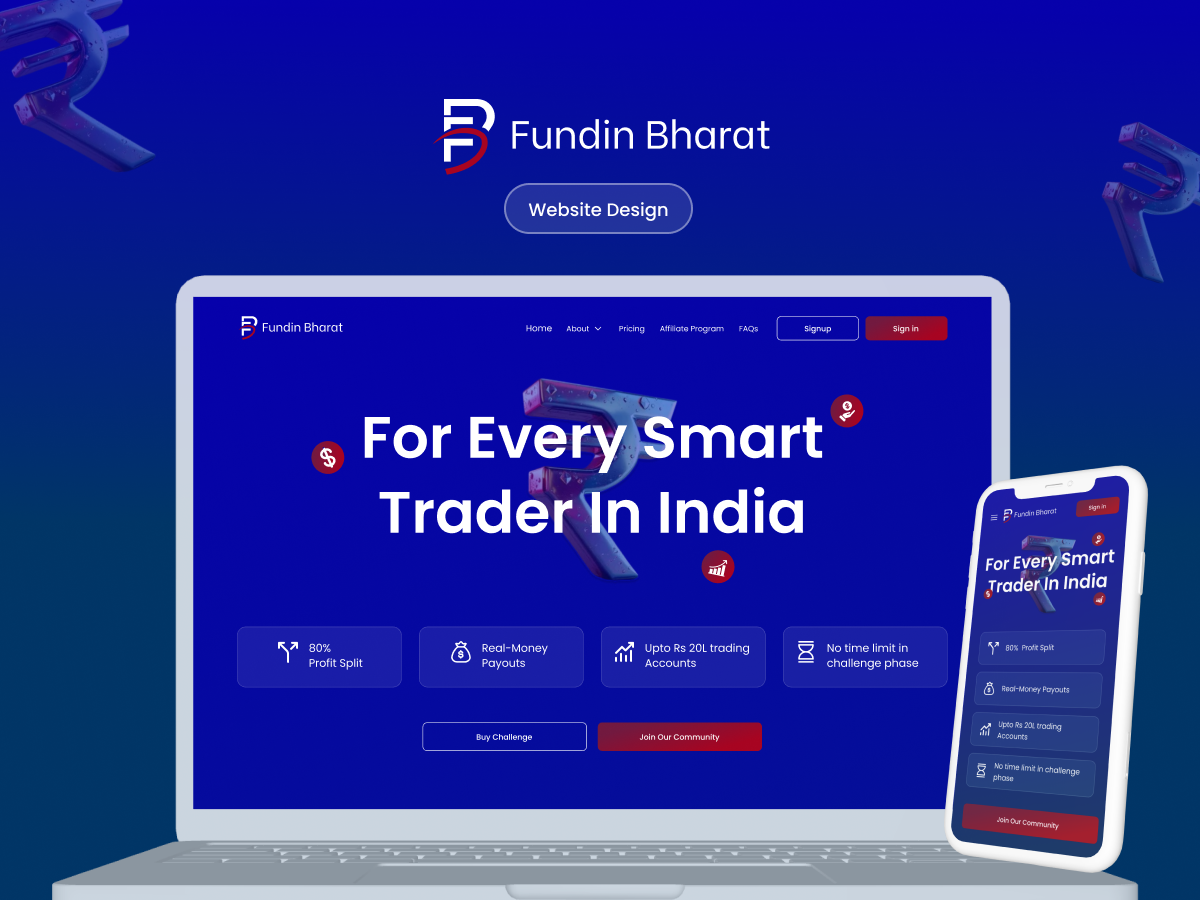 Fundin Bharat
Website Design
Fundin Bharat
Home About Pricing Affiliate Program FAQs Signup Sign in
For Every Smart
Trader In India
80%
Profit Split
Real-Money
Payouts
Upto Rs 20L trading
Accounts
No time limit in
challenge phase
Buy Challenge
Join Our Community
Fundin Bharat
Sign in
For Every Smart
Trader In India
80% Profit Split
Real-Money Payouts
Upto Rs 20L trading
Accounts
No time limit in challenge
phase
Join Our Community